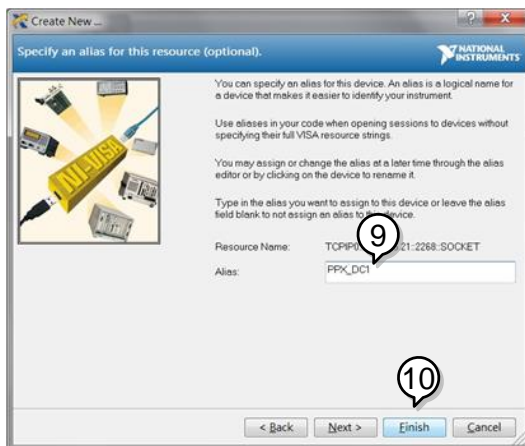 Create New ...
Specify an alias for this resource (optional).
NATIONAL
INSTRUMENTS
You can specify an alias for this device. An alias is a logical name for
a device that makes it easier to identify your instrument.
Use aliases in your code when opening sessions to devices without
specifying their full VISA resource strings.
You may assign or change the alias at a later time through the alias
editor or by clicking on the device to rename it.
Type in the alias you want to assign to this device or leave the alias
field blank to not assign an alias to this device.
NI-VISA
Resource Name: 21::2268::SOCKET
9
Alias: PPX_DC1
10
< Back Next > Finish Cancel